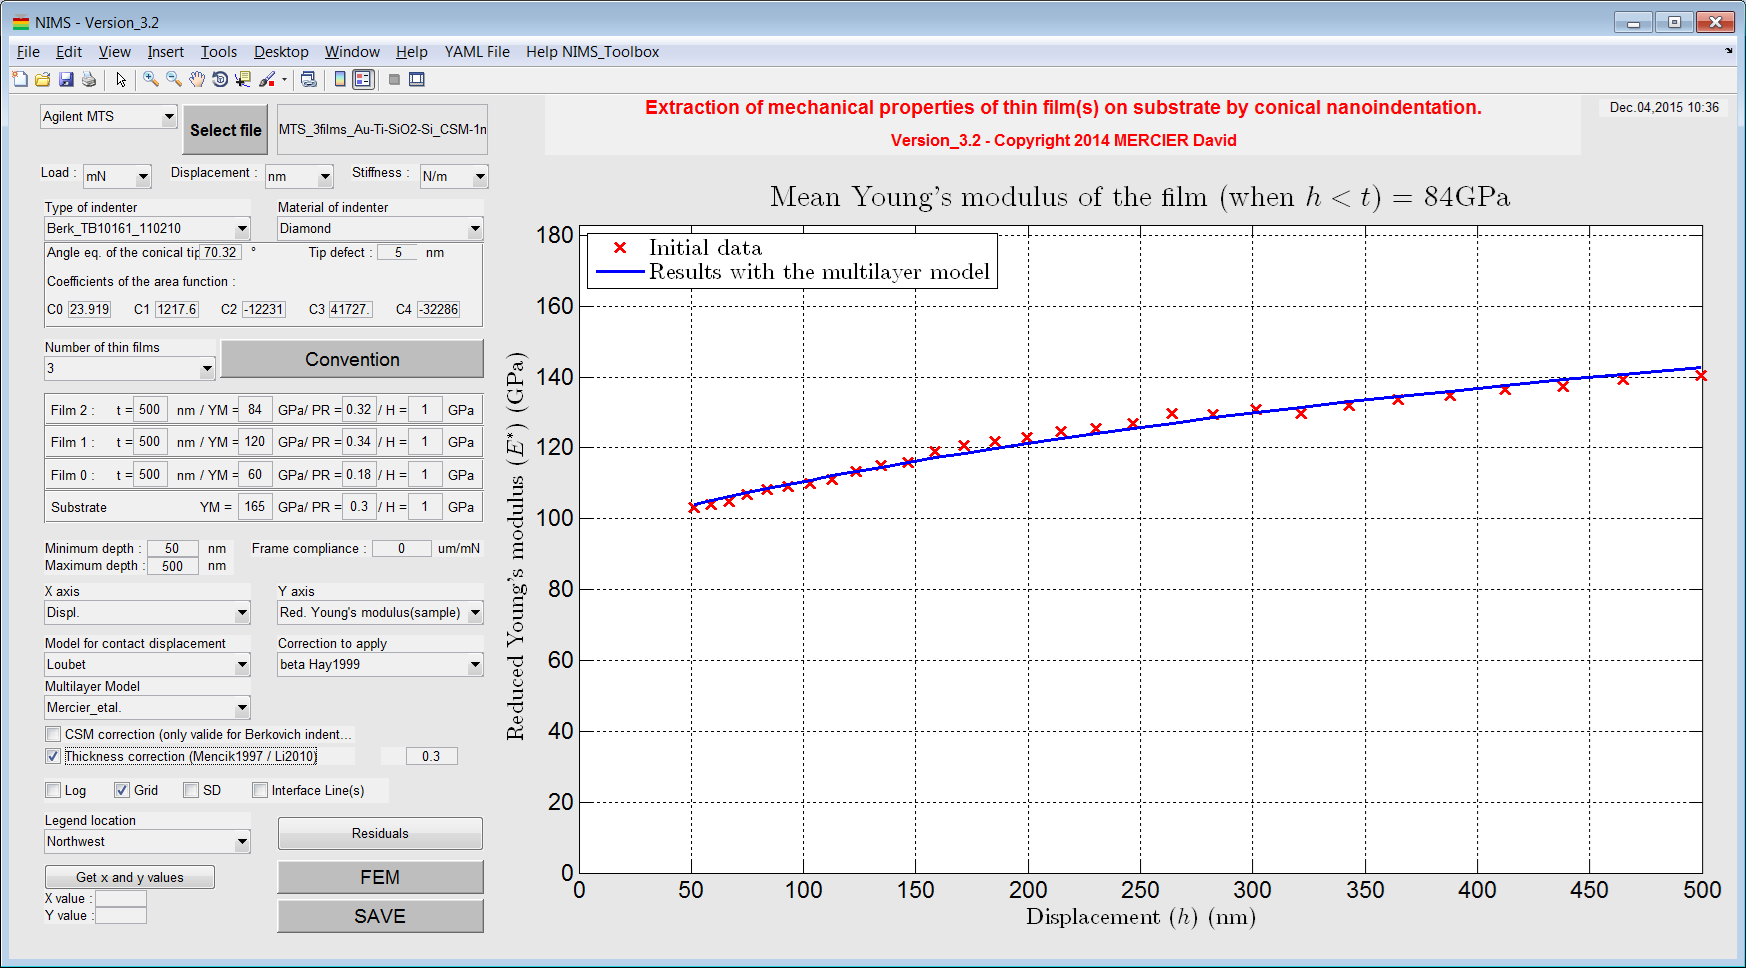 NIMS - Version_3.2
File Edit View Insert Tools Desktop Window Help YAML File Help NIMS_Toolbox
Agilent MTS
Select file
MTS_3films_Au-Ti-SiO2-Si_CSM-1n
Extraction of mechanical properties of thin film(s) on substrate by conical nanoindentation.
Version_3.2 - Copyright 2014 MERCIER David
Dec.04,2015 10:36
Load : mN Displacement : nm Stiffness : N/m
Type of indenter
Berk_TB10161_110210
Material of indenter
Diamond
Angle eq. of the conical tip 70.32 ° Tip defect : 5 nm
Coefficients of the area function :
C0 23.919 C1 1217.6 C2 -12231 C3 41727. C4 -32286
Number of thin films
3
Convention
Film 2 : t = 500 nm / YM = 84 GPa/ PR = 0.32 / H = 1 GPa
Film 1 : t = 500 nm / YM = 120 GPa/ PR = 0.34 / H = 1 GPa
Film 0 : t = 500 nm / YM = 60 GPa/ PR = 0.18 / H = 1 GPa
Substrate YM = 165 GPa/ PR = 0.3 / H = 1 GPa
Minimum depth : 50 nm Frame compliance : 0 um/mN
Maximum depth : 500 nm
X axis
Displ.
Y axis
Red. Young's modulus(sample)
Model for contact displacement
Loubet
Correction to apply
beta Hay1999
Multilayer Model
Mercier_etal.
CSM correction (only valide for Berkovich indent...
Thickness correction (Mencik1997 / Li2010) 0.3
Log Grid SD Interface Line(s)
Legend location
Northwest
Residuals
Get x and y values
FEM
X value :
Y value :
SAVE
Mean Young's modulus of the film (when h < t) = 84GPa
Initial data
Results with the multilayer model
Reduced Young's modulus (E*) (GPa)
180
160
140
120
100
80
60
40
20
0
0 50 100 150 200 250 300 350 400 450 500
Displacement (h) (nm)